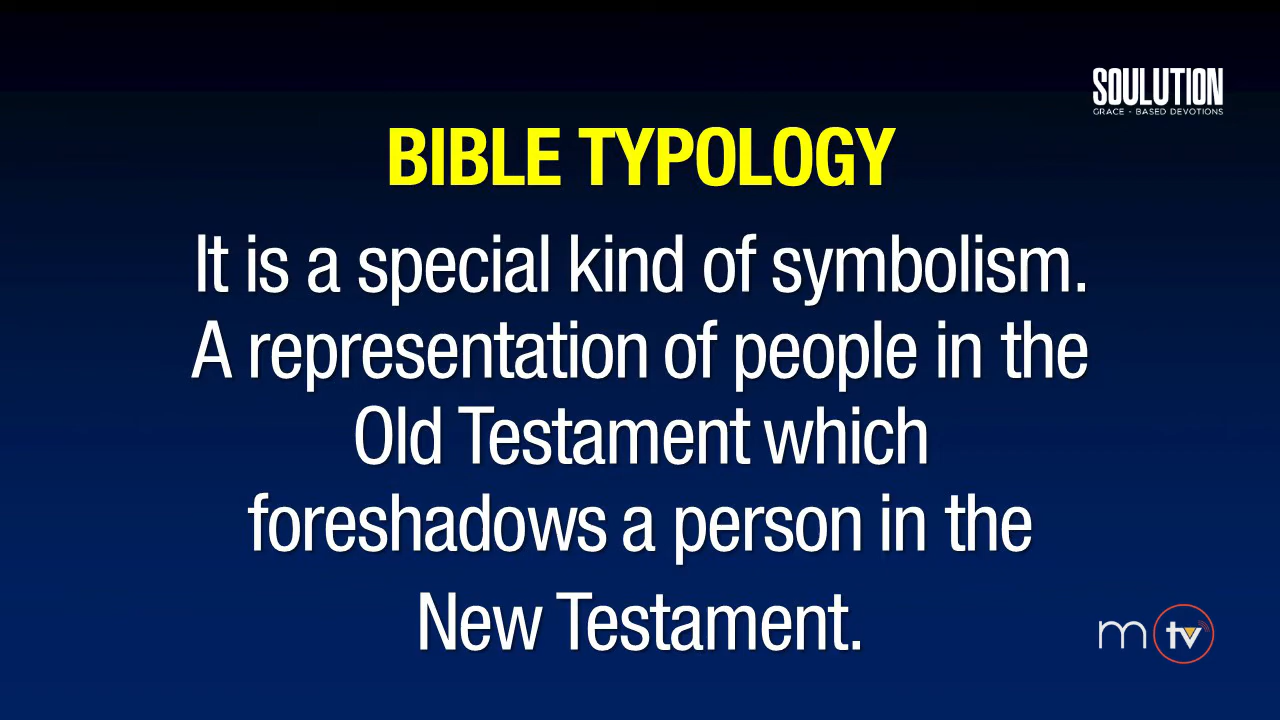 SOULUTION
GRACE - BASED DEVOTIONS
BIBLE TYPOLOGY
It is a special kind of symbolism.
A representation of people in the
Old Testament which
foreshadows a person in the
New Testament.
m tv